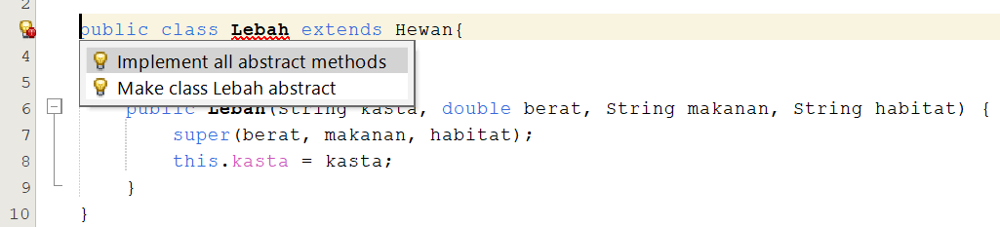 2
public class Lebah extends Hewan{
Implement all abstract methods
4
5
Make class Lebah abstract
6 public Lebah(String kasta, double berat, String makanan, String habitat) {
7 super(berat, makanan, habitat);
8 this.kasta = kasta;
9 }
10 }